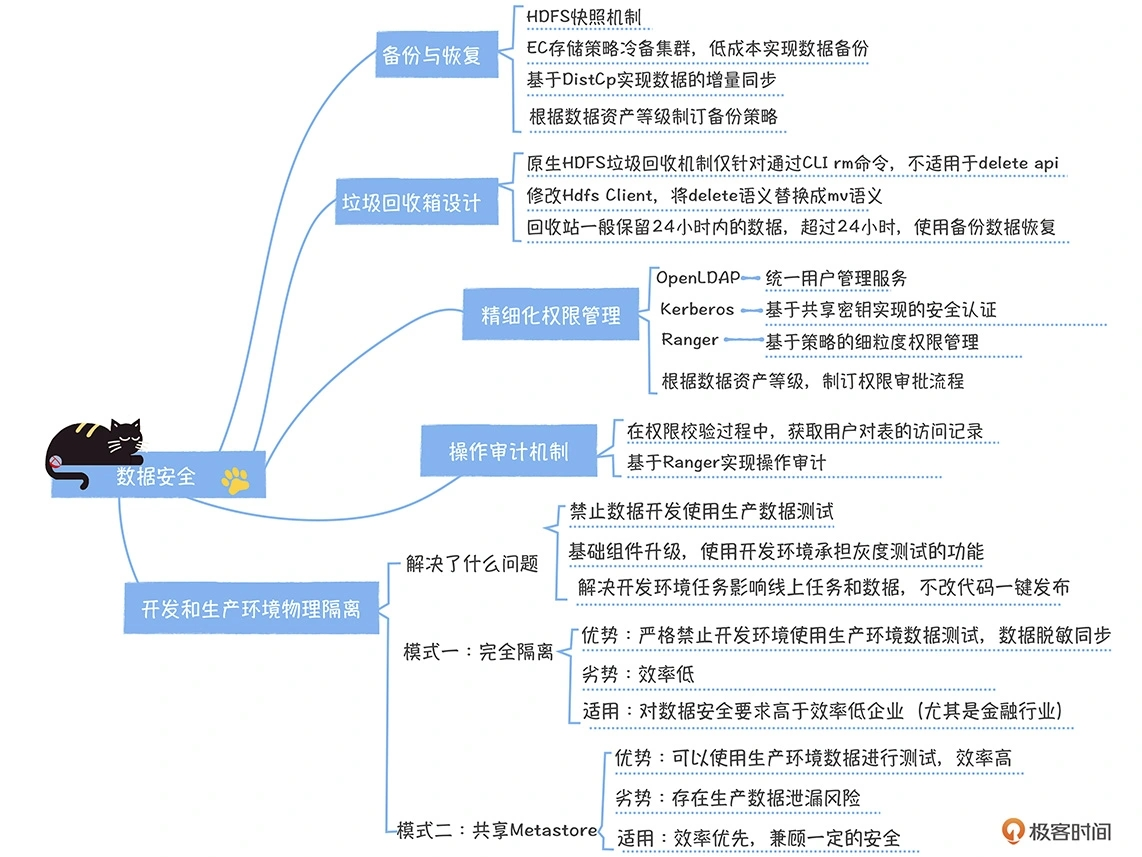 数据安全
备份与恢复
HDFS快照机制
EC存储策略冷备集群，低成本实现数据备份
基于DistCp实现数据的增量同步
根据数据资产等级制订备份策略
垃圾回收箱设计
原生HDFS垃圾回收机制仅针对通过CLI rm命令，不适用于delete api
修改Hdfs Client，将delete语义替换成mv语义
回收站一般保留24小时内的数据，超过24小时，使用备份数据恢复
精细化权限管理
OpenLDAP 统一用户管理服务
Kerberos 基于共享密钥实现的安全认证
Ranger 基于策略的细粒度权限管理
根据数据资产等级，制订权限审批流程
操作审计机制
在权限校验过程中，获取用户对表的访问记录
基于Ranger实现操作审计
开发和生产环境物理隔离
解决了什么问题
禁止数据开发使用生产数据测试
基础组件升级，使用开发环境承担灰度测试的功能
解决开发环境任务影响线上任务和数据，不改代码一键发布
模式一：完全隔离
优势：严格禁止开发环境使用生产环境数据测试，数据脱敏同步
劣势：效率低
适用：对数据安全要求高于效率低企业（尤其是金融行业）
模式二：共享Metastore
优势：可以使用生产环境数据进行测试，效率高
劣势：存在生产数据泄漏风险
适用：效率优先，兼顾一定的安全
极客时间